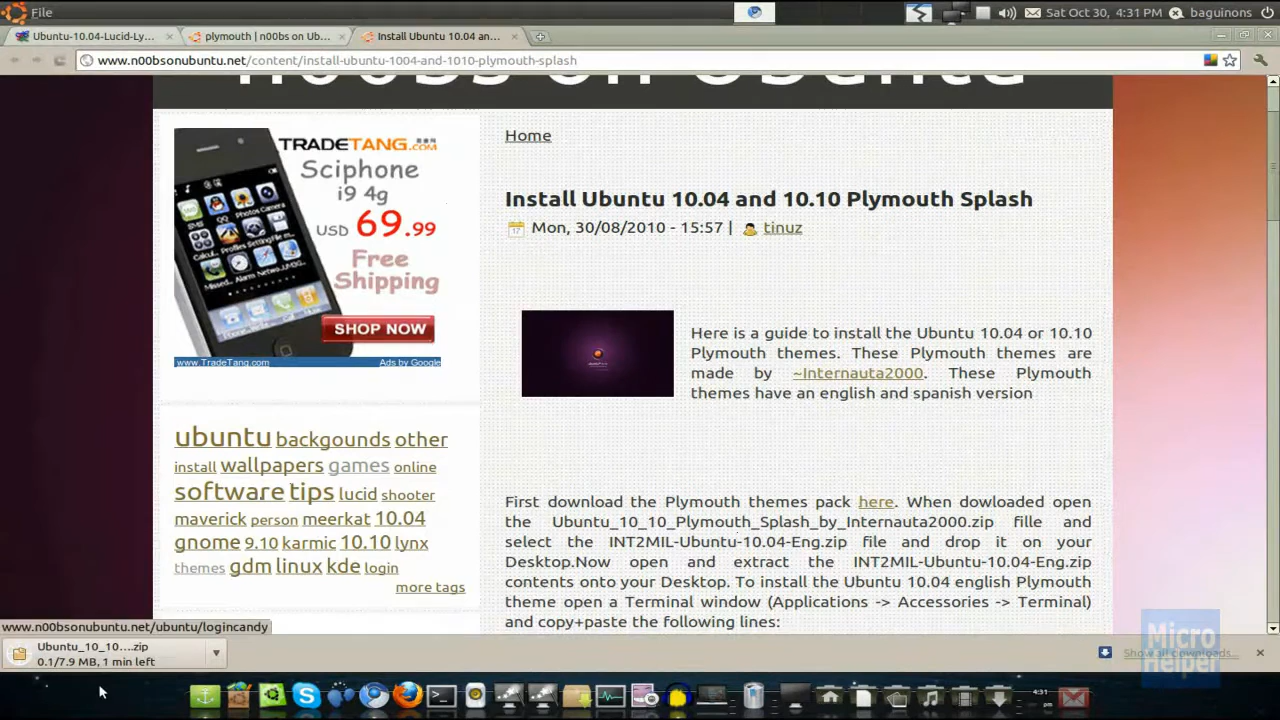 File
Sat Oct 30, 4:31 PM
baguinons
Ubuntu-10.04-Lucid-Ly...
plymouth | n00bs on Ub...
Install Ubuntu 10.04 an...
www.n00bsonubuntu.net/content/install-ubuntu-1004-and-1010-plymouth-splash
TRADETANG.com
Sciphone
i9 4g
USD 69.99
Free
Shipping
SHOP NOW
www.TradeTang.com
Ads by Google
ubuntu backgounds other
install wallpapers games online
software tips lucid shooter
maverick person meerkat 10.04
gnome 9.10 karmic 10.10 lynx
themes gdm linux kde login
more tags
Home
Install Ubuntu 10.04 and 10.10 Plymouth Splash
Mon, 30/08/2010 - 15:57 | tinuz
Here is a guide to install the Ubuntu 10.04 or 10.10
Plymouth themes. These Plymouth themes are
made by ~Internauta2000. These Plymouth
themes have an english and spanish version
First download the Plymouth themes pack here. When dowloaded open
the Ubuntu_10_10_Plymouth_Splash_by_Internauta2000.zip fille and
select the INT2MIL-Ubuntu-10.04-Eng.zip file and drop it on your
Desktop.Now open and extract the INT2MIL-Ubuntu-10.04-Eng.zip
contents onto your Desktop. To install the Ubuntu 10.04 english Plymouth
theme open a Terminal window (Applications -> Accessories -> Terminal)
and copy+paste the following lines:
www.n00bsonubuntu.net/ubuntu/logincandy
Ubuntu_10_10....zip
0.1/7.9 MB, 1 min left
Show all downloads...
Micro
Helper
4:31
pm